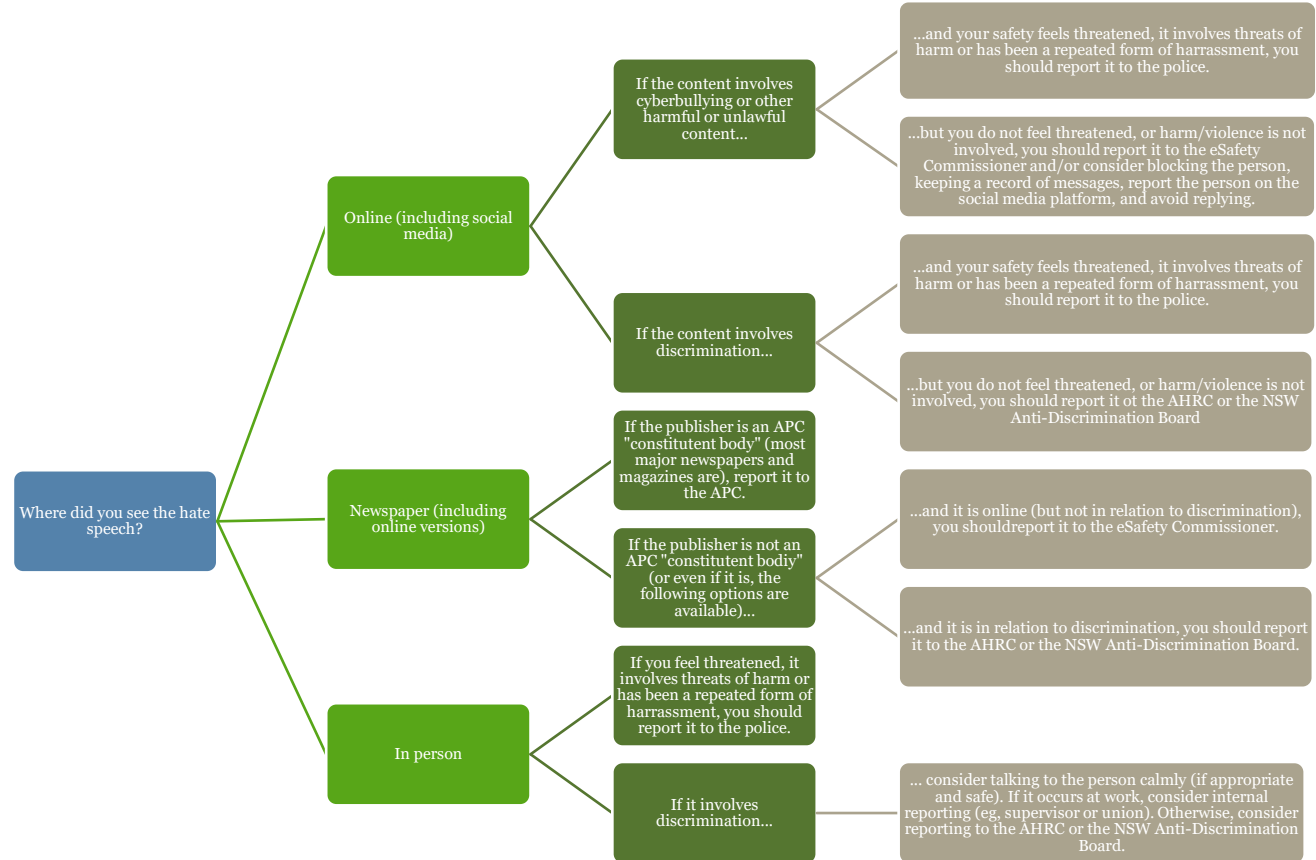 Where did you see the hate
speech?
Online (including social
media)
If the content involves
cyberbullying or other
harmful or unlawful
content...
...and your safety feels threatened, it involves threats of
harm or has been a repeated form of harrassment, you
should report it to the police.
...but you do not feel threatened, or harm/violence is not
involved, you should report it to the eSafety
Commissioner and/or consider blocking the person,
keeping a record of messages, report the person on the
social media platform, and avoid replying.
If the content involves
discrimination...
...and your safety feels threatened, it involves threats of
harm or has been a repeated form of harrassment, you
should report it to the police.
...but you do not feel threatened, or harm/violence is not
involved, you should report it ot the AHRC or the NSW
Anti-Discrimination Board
Newspaper (including
online versions)
If the publisher is an APC
"constitutent body" (most
major newspapers and
magazines are), report it to
the APC.
If the publisher is not an
APC "constitutent bodiy"
(or even if it is, the
following options are
available)...
...and it is online (but not in relation to discrimination),
you shouldreport it to the eSafety Commissioner.
...and it is in relation to discrimination, you should report
it to the AHRC or the NSW Anti-Discrimination Board.
In person
If you feel threatened, it
involves threats of harm or
has been a repeated form of
harrassment, you should
report it to the police.
If it involves
discrimination...
... consider talking to the person calmly (if appropriate
and safe). If it occurs at work, consider internal
reporting (eg, supervisor or union). Otherwise, consider
reporting to the AHRC or the NSW Anti-Discrimination
Board.